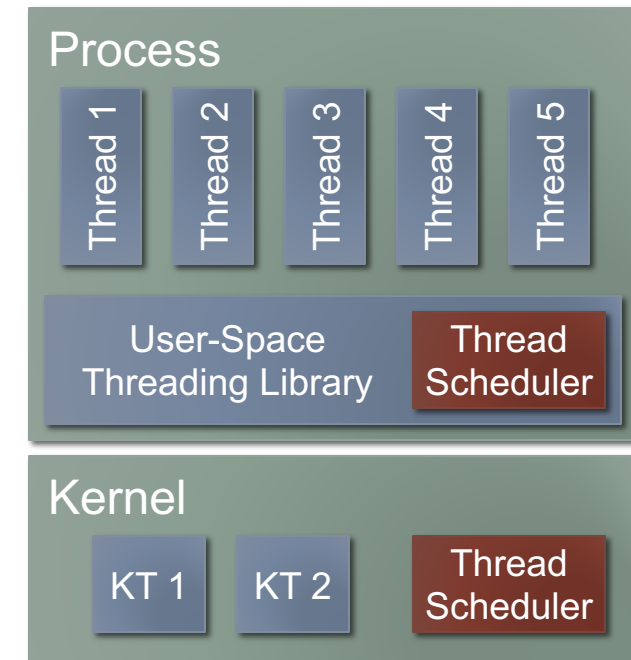 Process
Thread 1
Thread 2
Thread 3
Thread 4
Thread 5
User-Space
Threading Library
Thread
Scheduler
Kernel
KT 1
KT 2
Thread
Scheduler